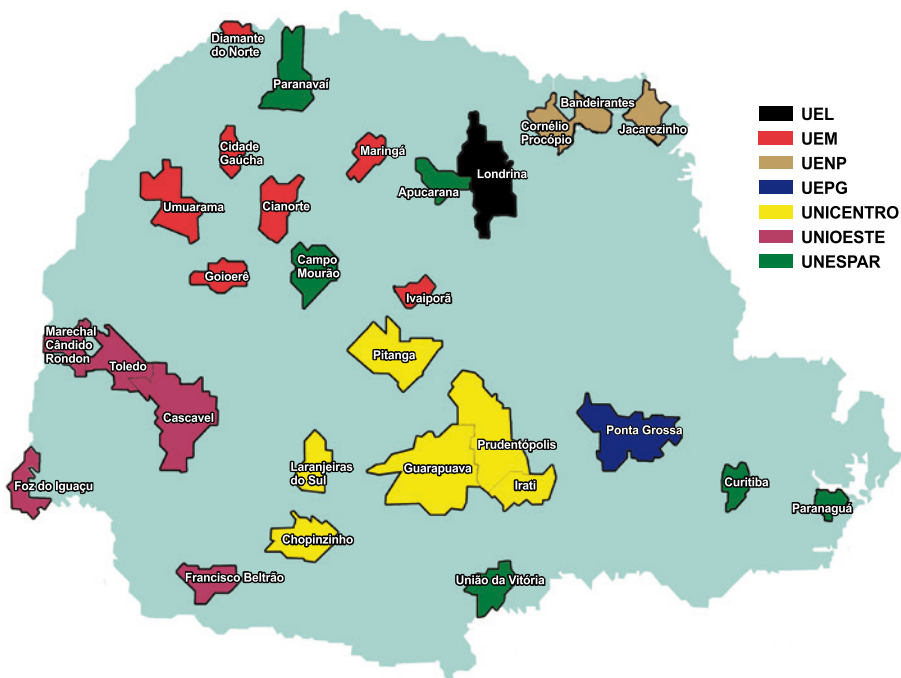 Diamante
do Norte
Paranavaí
Bandeirantes
Cornélio
Procópio
Jacarezinho
Cidade
Gaúcha
Maringá
Londrina
Apucarana
Umuarama
Cianorte
Goioerê
Campo
Mourão
Ivaiporã
Marechal
Cândido
Rondon
Toledo
Pitanga
Cascavel
Ponta Grossa
Prudentópolis
Guarapuava
Irati
Laranjeiras
do Sul
Foz do Iguaçu
Curitiba
Paranaguá
Chopinzinho
Francisco Beltrão
União da Vitória
UEL
UEM
UENP
UEPG
UNICENTRO
UNIOESTE
UNESPAR